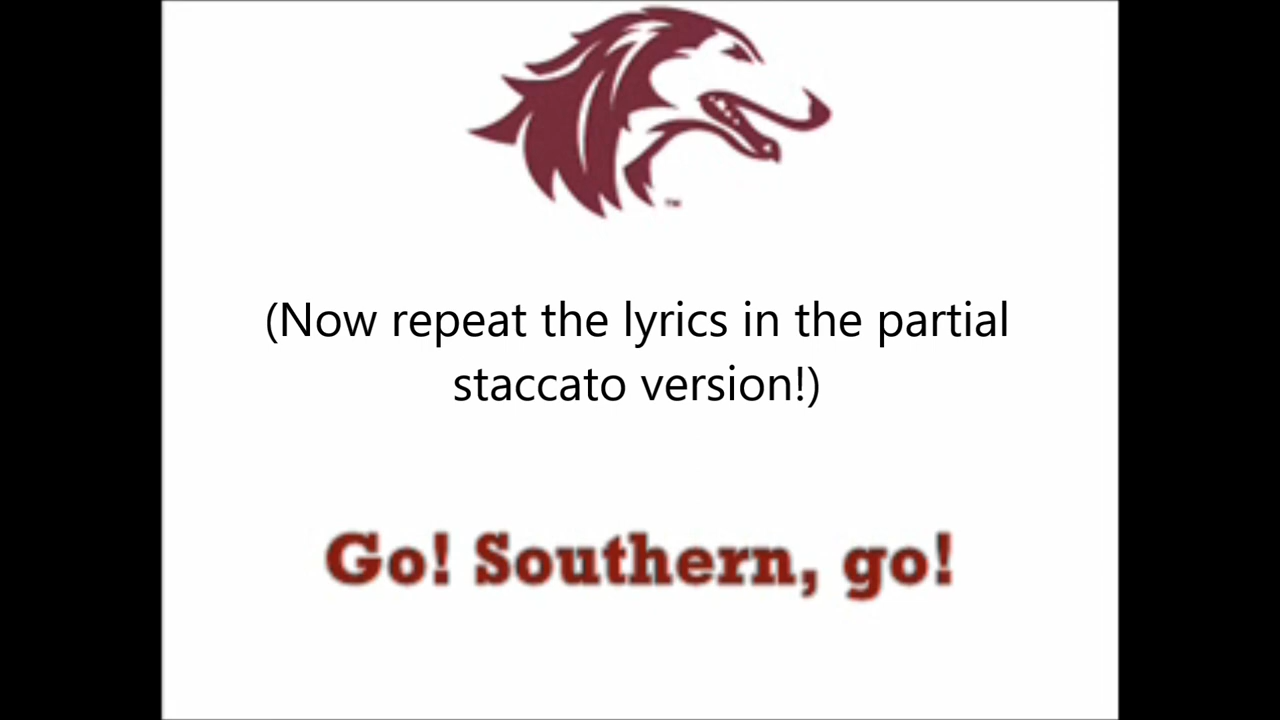 (Now repeat the lyrics in the partial
staccato version!)
Go! Southern, go!